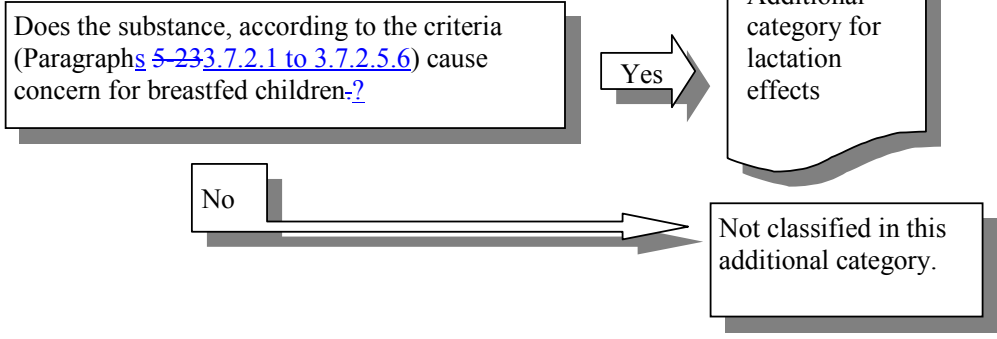 Does the substance, according to the criteria
(Paragraphs 5-233.7.2.1 to 3.7.2.5.6) cause
concern for breastfed children.?
Yes
Additional
category for
lactation
effects
No
Not classified in this
additional category.